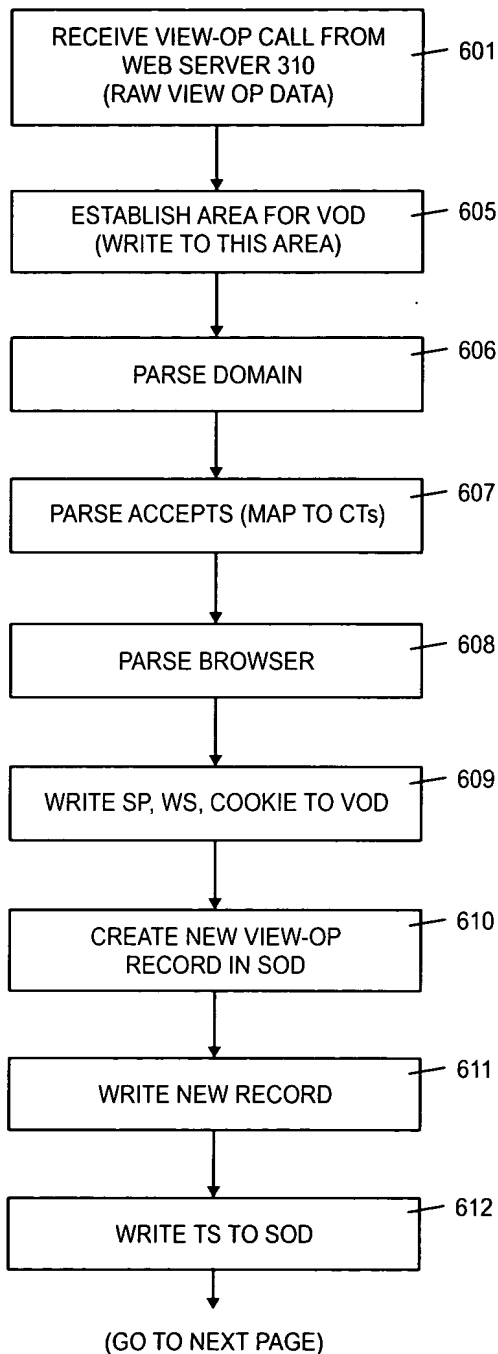 RECEIVE VIEW-OP CALL FROM
WEB SERVER 310
(RAW VIEW OP DATA)
601
ESTABLISH AREA FOR VOD
(WRITE TO THIS AREA)
605
PARSE DOMAIN
606
PARSE ACCEPTS (MAP TO CTs)
607
PARSE BROWSER
608
WRITE SP, WS, COOKIE TO VOD
609
CREATE NEW VIEW-OP
RECORD IN SOD
610
WRITE NEW RECORD
611
WRITE TS TO SOD
612
(GO TO NEXT PAGE)